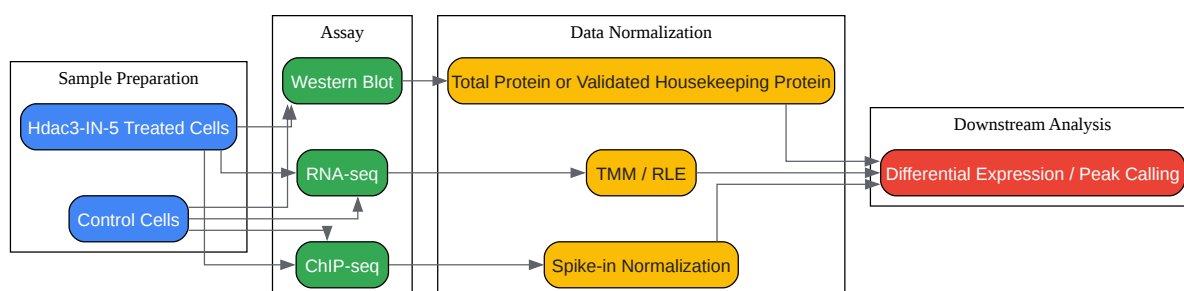 Sample Preparation
Hdac3-IN-5 Treated Cells
Control Cells
Assay
Western Blot
RNA-seq
ChIP-seq
Data Normalization
Total Protein or Validated Housekeeping Protein
TMM / RLE
Spike-in Normalization
Downstream Analysis
Differential Expression / Peak Calling